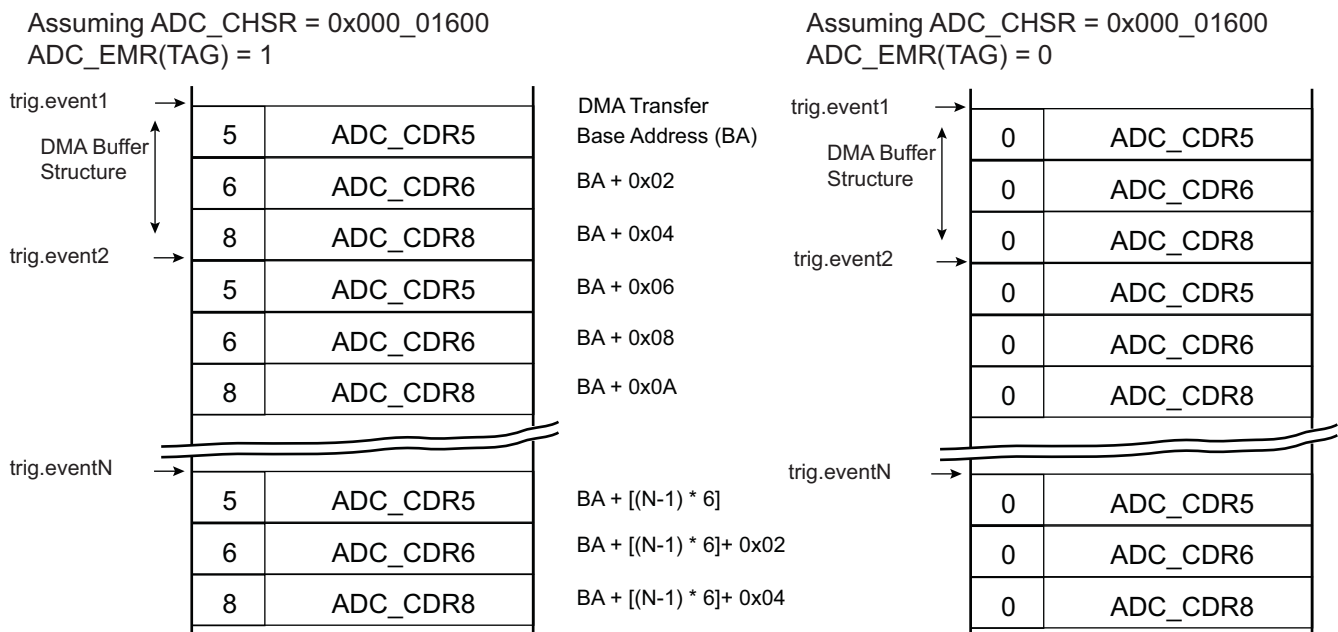 Assuming ADC_CHSR = 0x000_01600
ADC_EMR(TAG) = 1
trig.event1
DMA Buffer
Structure
trig.event2
trig.eventN
5 ADC_CDR5
6 ADC_CDR6
8 ADC_CDR8
5 ADC_CDR5
6 ADC_CDR6
8 ADC_CDR8
5 ADC_CDR5
6 ADC_CDR6
8 ADC_CDR8
DMA Transfer
Base Address (BA)
BA + 0x02
BA + 0x04
BA + 0x06
BA + 0x08
BA + 0x0A
BA + [(N-1) * 6]
BA + [(N-1) * 6]+ 0x02
BA + [(N-1) * 6]+ 0x04
Assuming ADC_CHSR = 0x000_01600
ADC_EMR(TAG) = 0
trig.event1
DMA Buffer
Structure
trig.event2
trig.eventN
0 ADC_CDR5
0 ADC_CDR6
0 ADC_CDR8
0 ADC_CDR5
0 ADC_CDR6
0 ADC_CDR8
0 ADC_CDR5
0 ADC_CDR6
0 ADC_CDR8